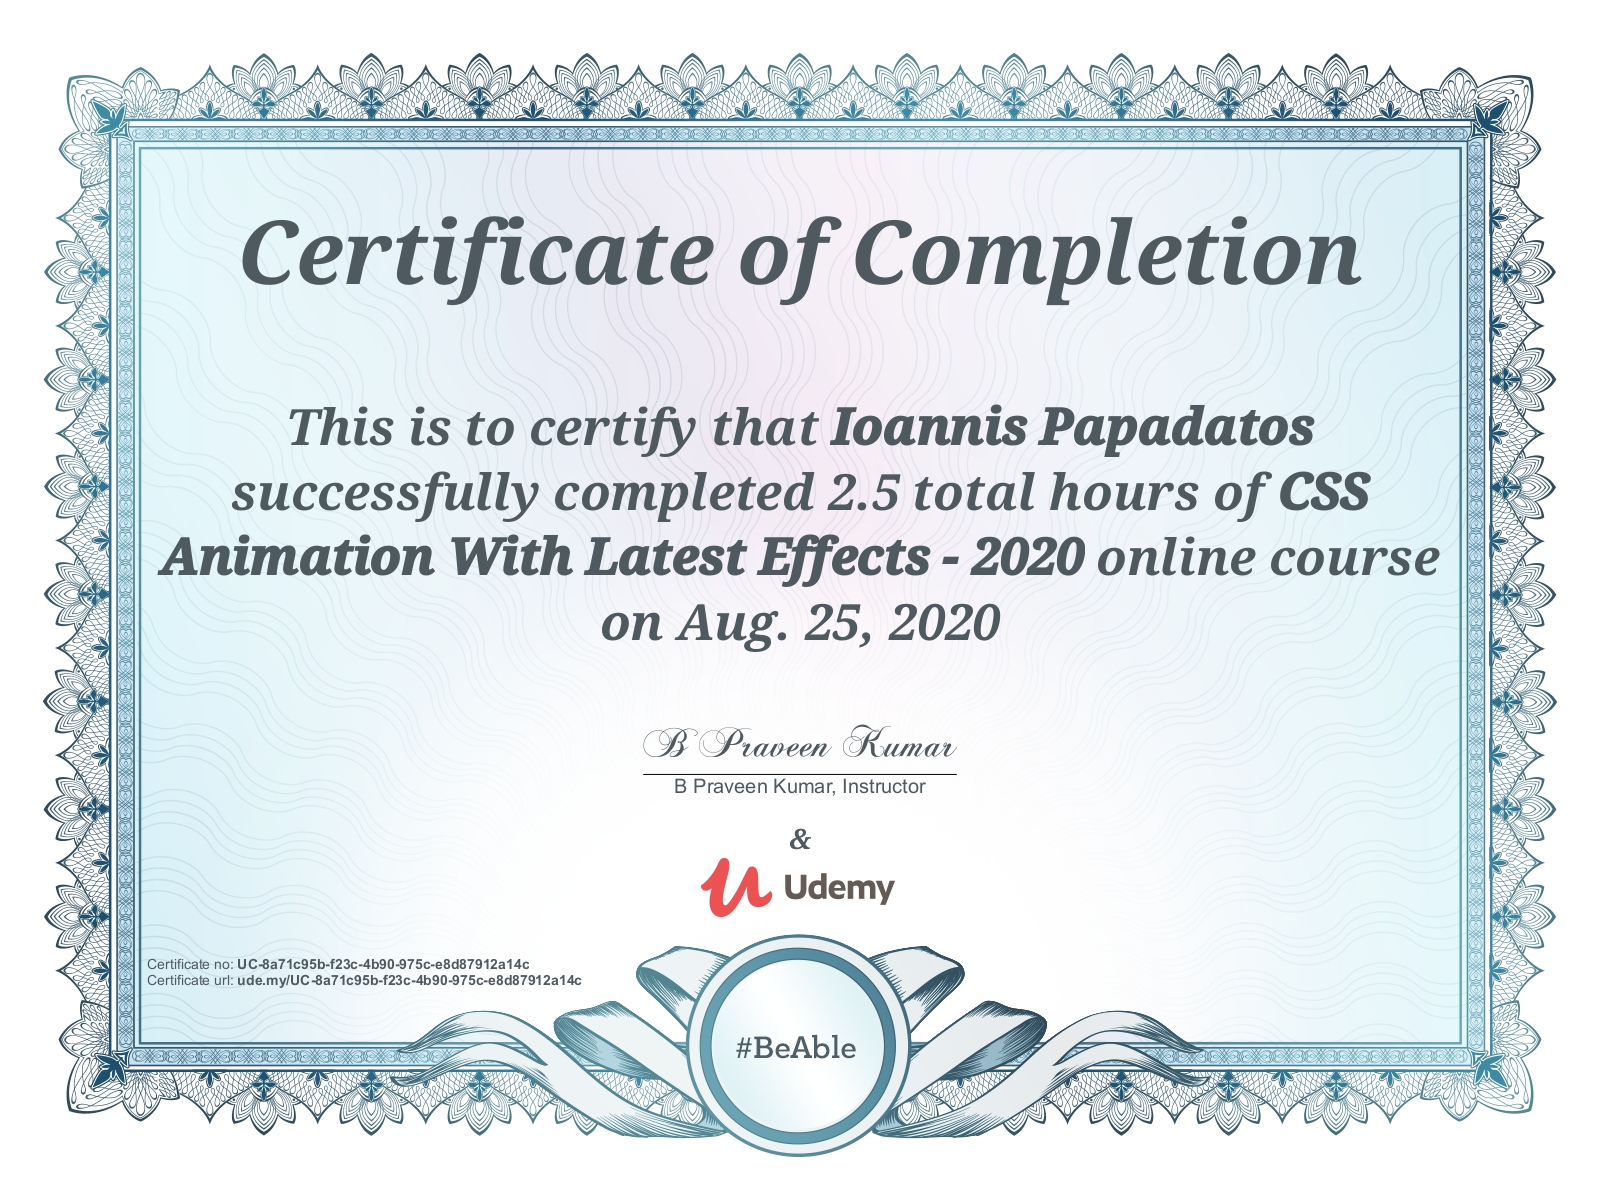 Certificate of Completion
This is to certify that Ioannis Papadatos
successfully completed 2.5 total hours of CSS
Animation With Latest Effects - 2020 online course
on Aug. 25, 2020
B Praveen Kumar
B Praveen Kumar, Instructor
&
Udemy
Certificate no: UC-8a71c95b-f23c-4b90-975c-e8d87912a14c
Certificate url: ude.my/UC-8a71c95b-f23c-4b90-975c-e8d87912a14c
#BeAble